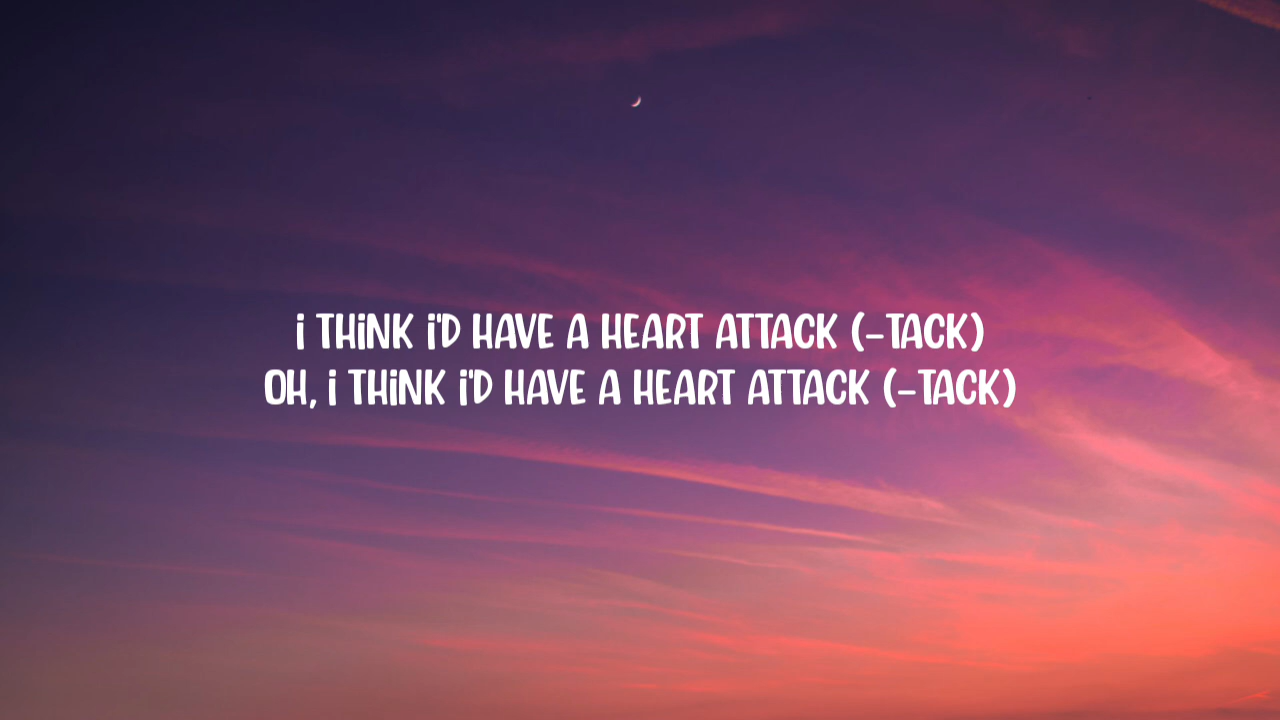 i THiNK i'D HAVE A HEART ATTACK (-TACK)
OH, i THiNK i'D HAVE A HEART ATTACK (-TACK)